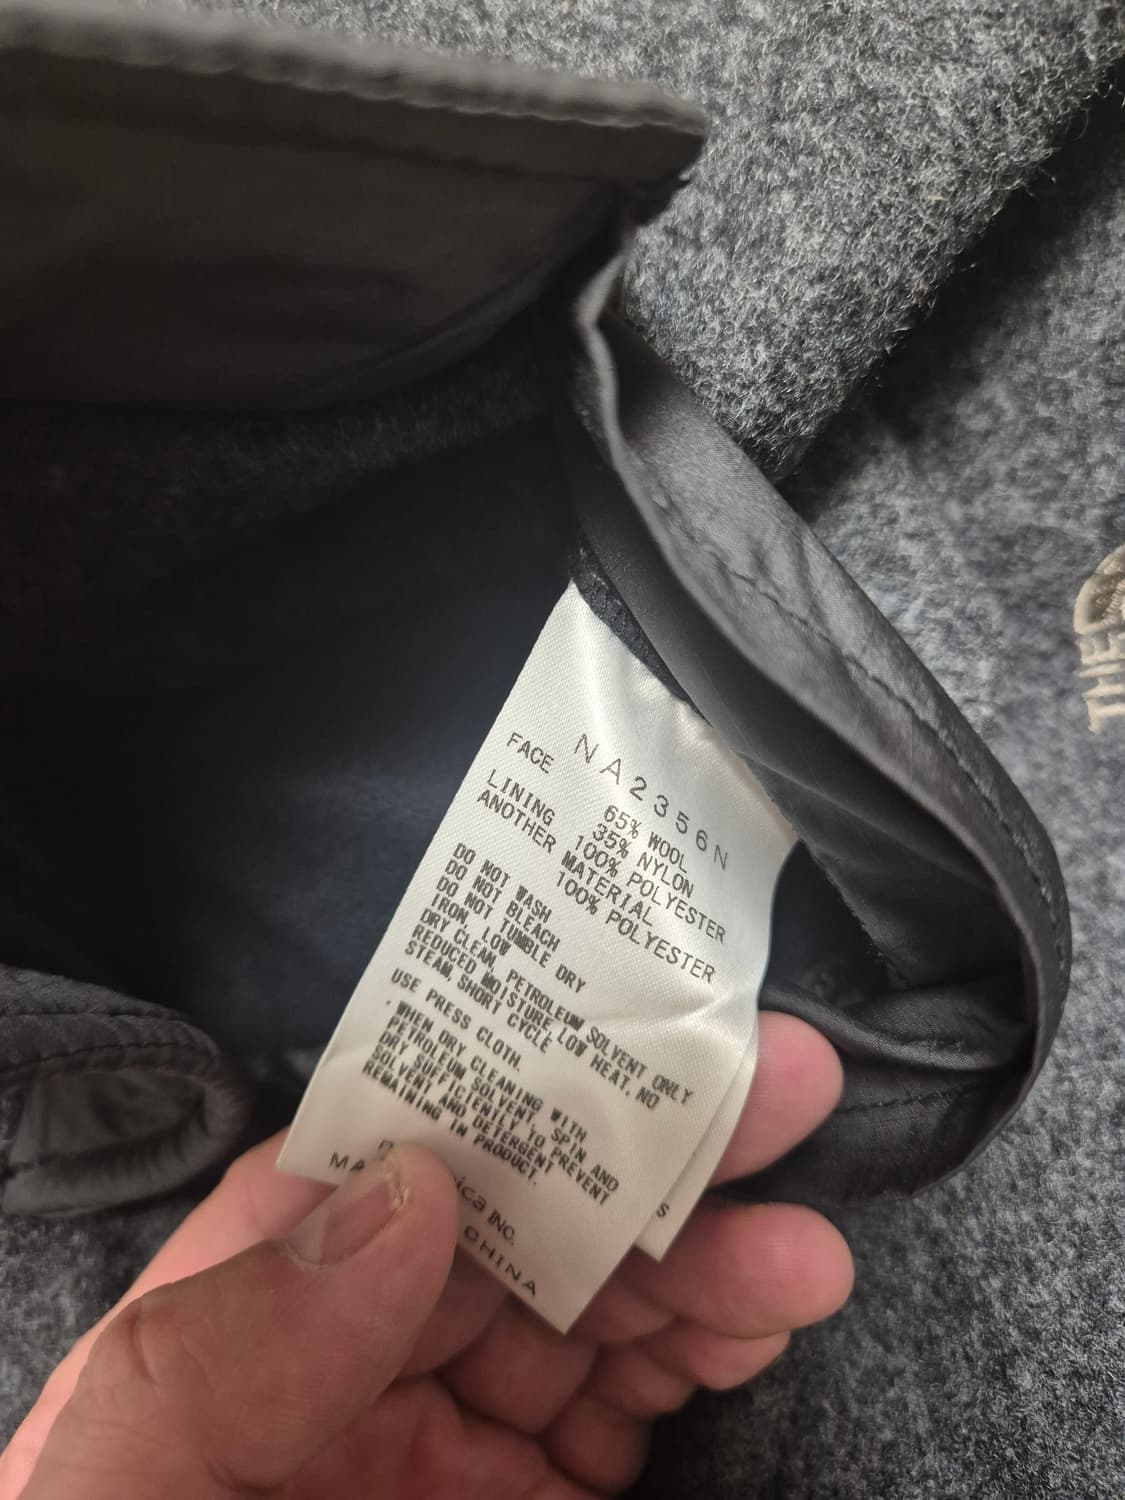 NA2356N
FACE 65% WOOL
35% NYLON
LINING 100% POLYESTER
ANOTHER MATERIAL
100% POLYESTER
DO NOT WASH
DO NOT BLEACH
DO NOT TUMBLE DRY
IRON, LOW
DRY CLEAN, PETROLEUM SOLVENT ONLY
REDUCED MOISTURE, LOW HEAT, NO
STEAM, SHORT CYCLE
USE PRESS CLOTH.
. WHEN DRY CLEANING WITH
PETROLEUM SOLVENT, SPIN AND
DRY SUFFICIENTLY TO PREVENT
SOLVENT AND DETERGENT
REMAINING IN PRODUCT.
INC.
CHINA
S
THE